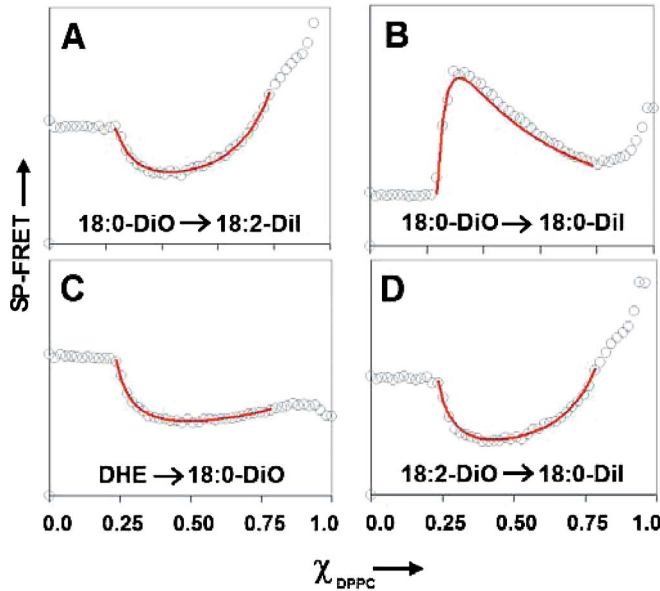 A
B
18:0-DiO → 18:2-DiI
18:0-DiO → 18:0-DiI
SP-FRET →
C
D
DHE → 18:0-DiO
18:2-DiO → 18:0-DiI
0.0 0.25 0.50 0.75 1.0
0.0 0.25 0.50 0.75 1.0
χDPPC →